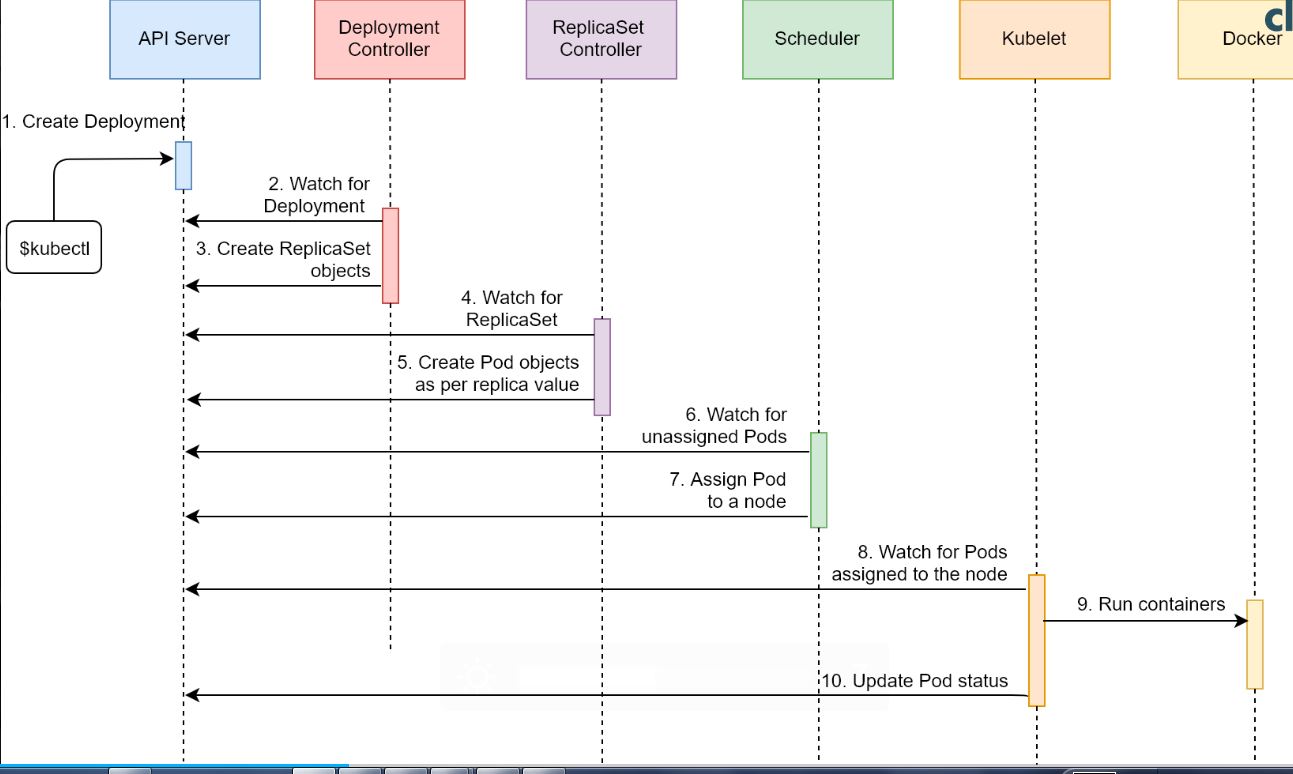 API Server
Deployment
Controller
ReplicaSet
Controller
Scheduler
Kubelet
Docker
cl
1. Create Deployment
$kubectl
2. Watch for
Deployment
3. Create ReplicaSet
objects
4. Watch for
ReplicaSet
5. Create Pod objects
as per replica value
6. Watch for
unassigned Pods
7. Assign Pod
to a node
8. Watch for Pods
assigned to the node
9. Run containers
10. Update Pod status